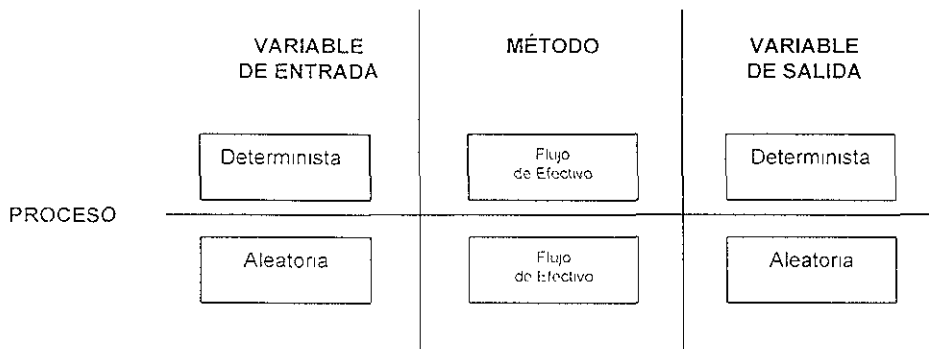 VARIABLE
DE ENTRADA
MÉTODO
VARIABLE
DE SALIDA
Determinista
Flujo
de Efectivo
Determinista
PROCESO
Aleatoria
Flujo
de Efectivo
Aleatoria